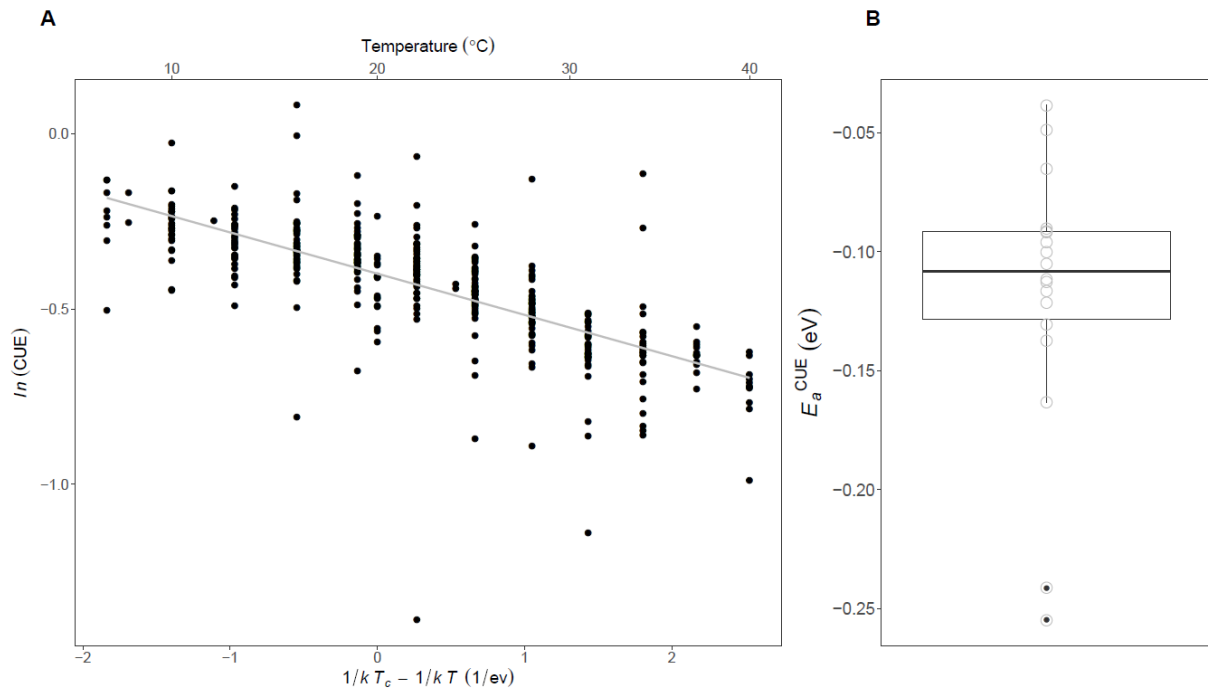 A
Temperature (°C)
10 20 30 40
0.0
−0.5
−1.0
ln (CUE)
−2 −1 0 1 2
1/k Tc − 1/k T (1/ev)
B
−0.05
−0.10
−0.15
−0.20
−0.25
Ea CUE (eV)